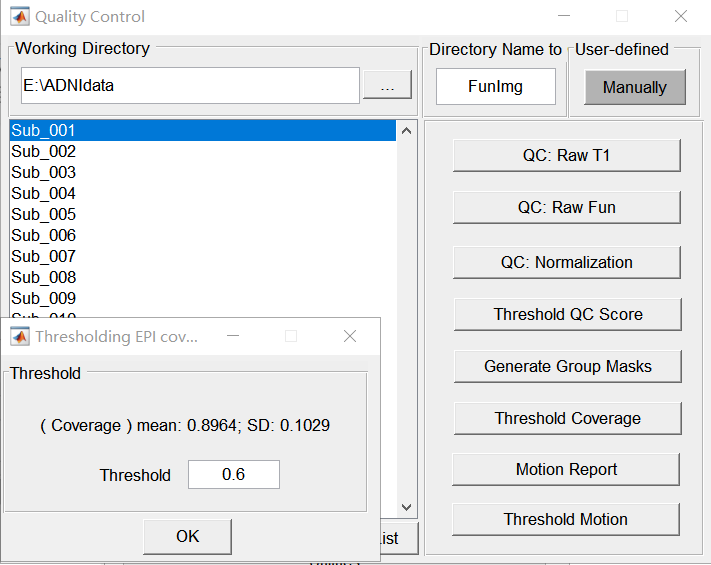 Quality Control
Working Directory
Directory Name to
User-defined
E:\ADNIdata
...
FunImg
Manually
Sub_001
Sub_002
Sub_003
Sub_004
Sub_005
Sub_006
Sub_007
Sub_008
Sub_009
QC: Raw T1
QC: Raw Fun
QC: Normalization
Threshold QC Score
Generate Group Masks
Threshold Coverage
Motion Report
Threshold Motion
Thresholding EPI cov...
Threshold
( Coverage ) mean: 0.8964; SD: 0.1029
Threshold 0.6
OK